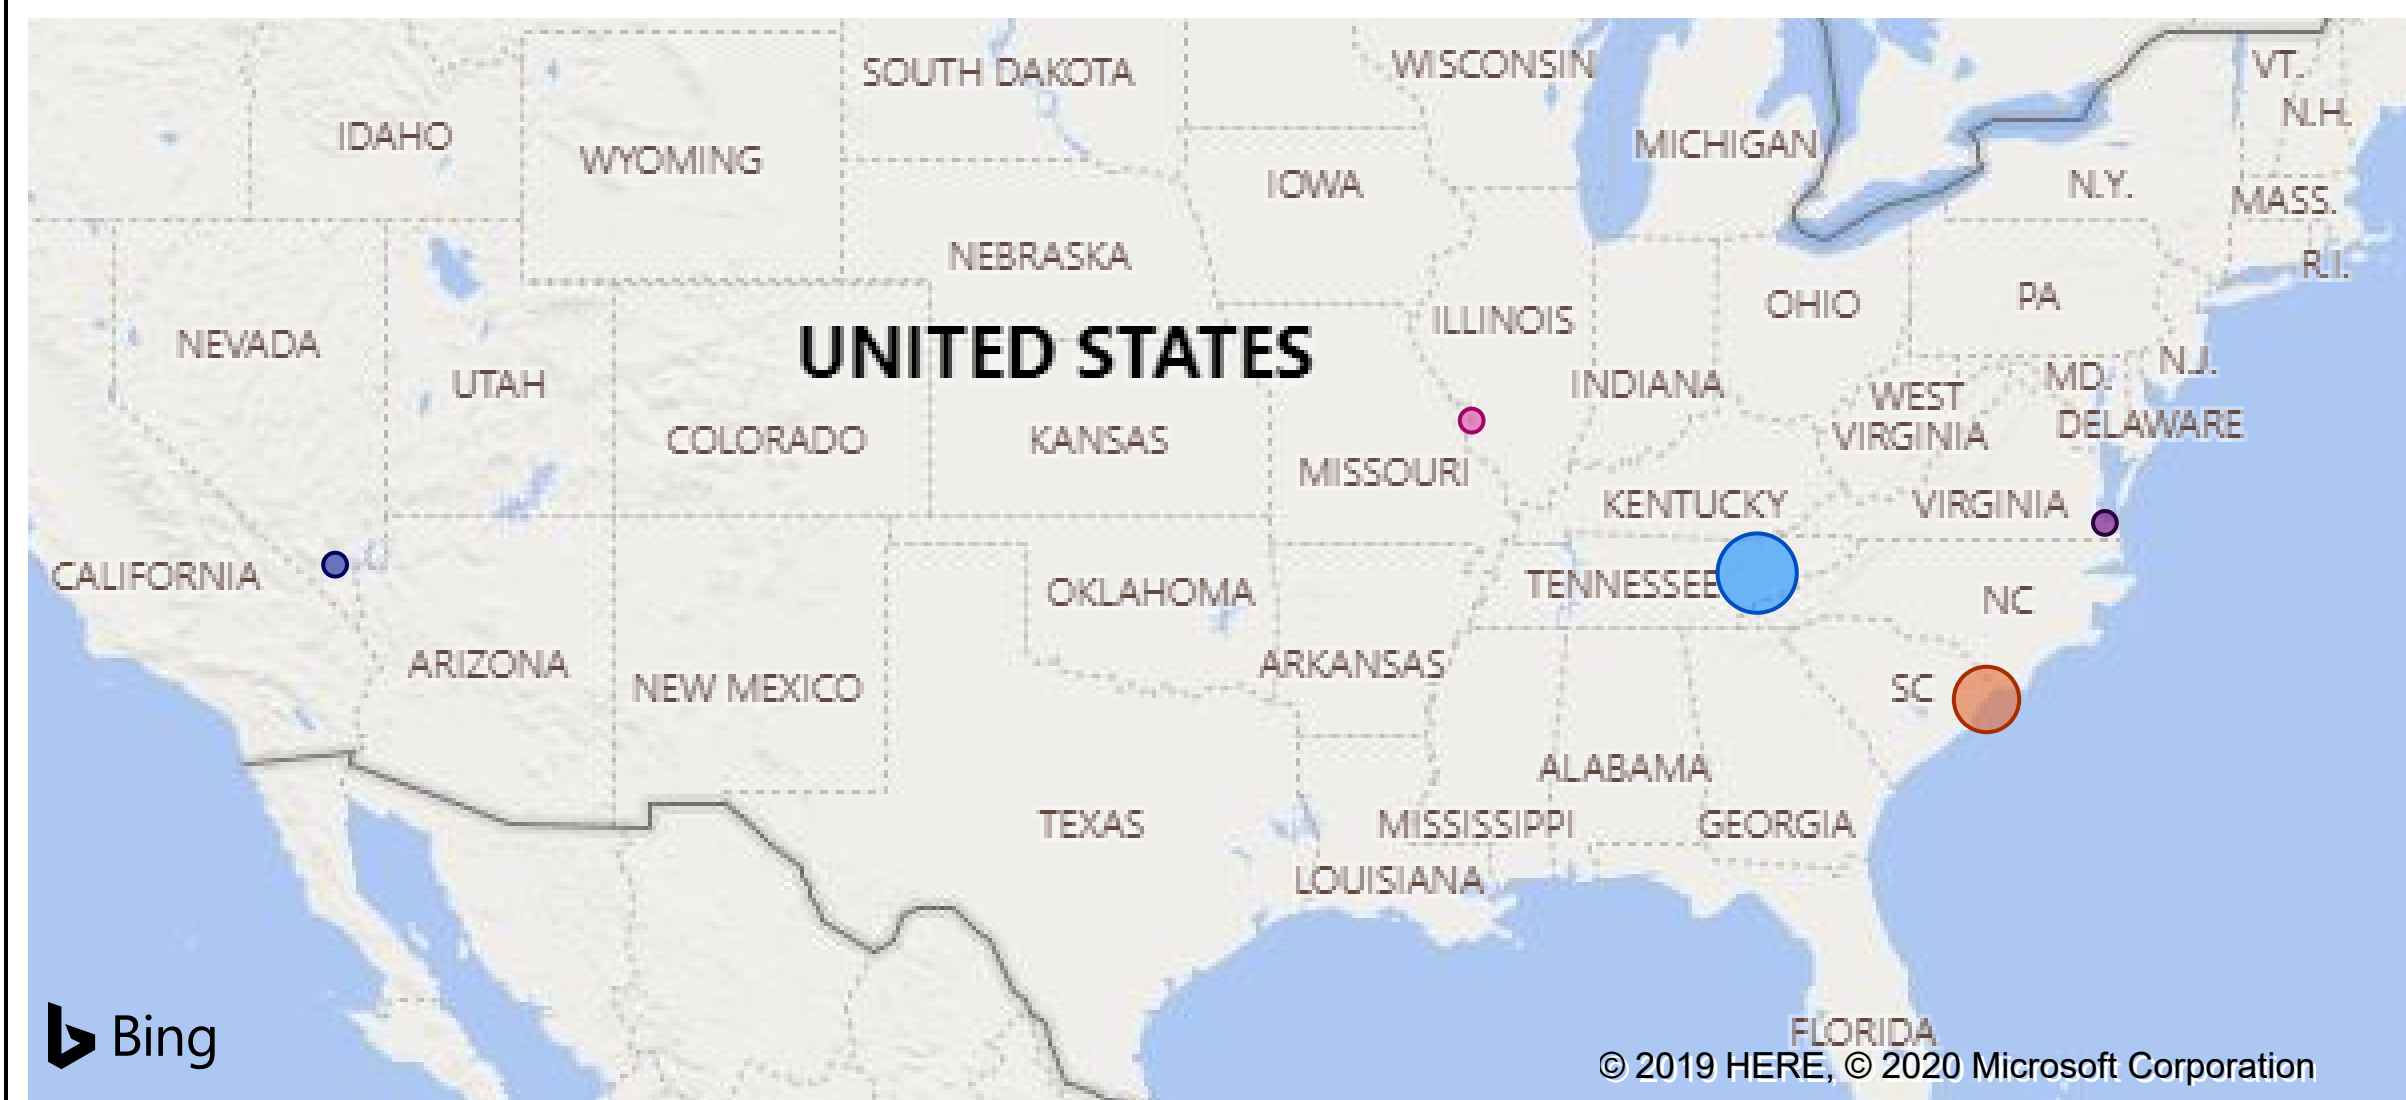 SOUTH DAKOTA
WISCONSIN
VT.
N.H.
IDAHO
WYOMING
MICHIGAN
IOWA
N.Y.
MASS.
NEBRASKA
R.I.
PA
OHIO
ILLINOIS
NEVADA
UNITED STATES
UTAH
INDIANA
N.J.
MD.
WEST
VIRGINIA
DELAWARE
COLORADO
KANSAS
MISSOURI
KENTUCKY
VIRGINIA
CALIFORNIA
OKLAHOMA
TENNESSEE
NC
ARIZONA
NEW MEXICO
ARKANSAS
SC
ALABAMA
TEXAS
MISSISSIPPI
GEORGIA
LOUISIANA
FLORIDA
Bing
© 2019 HERE, © 2020 Microsoft Corporation